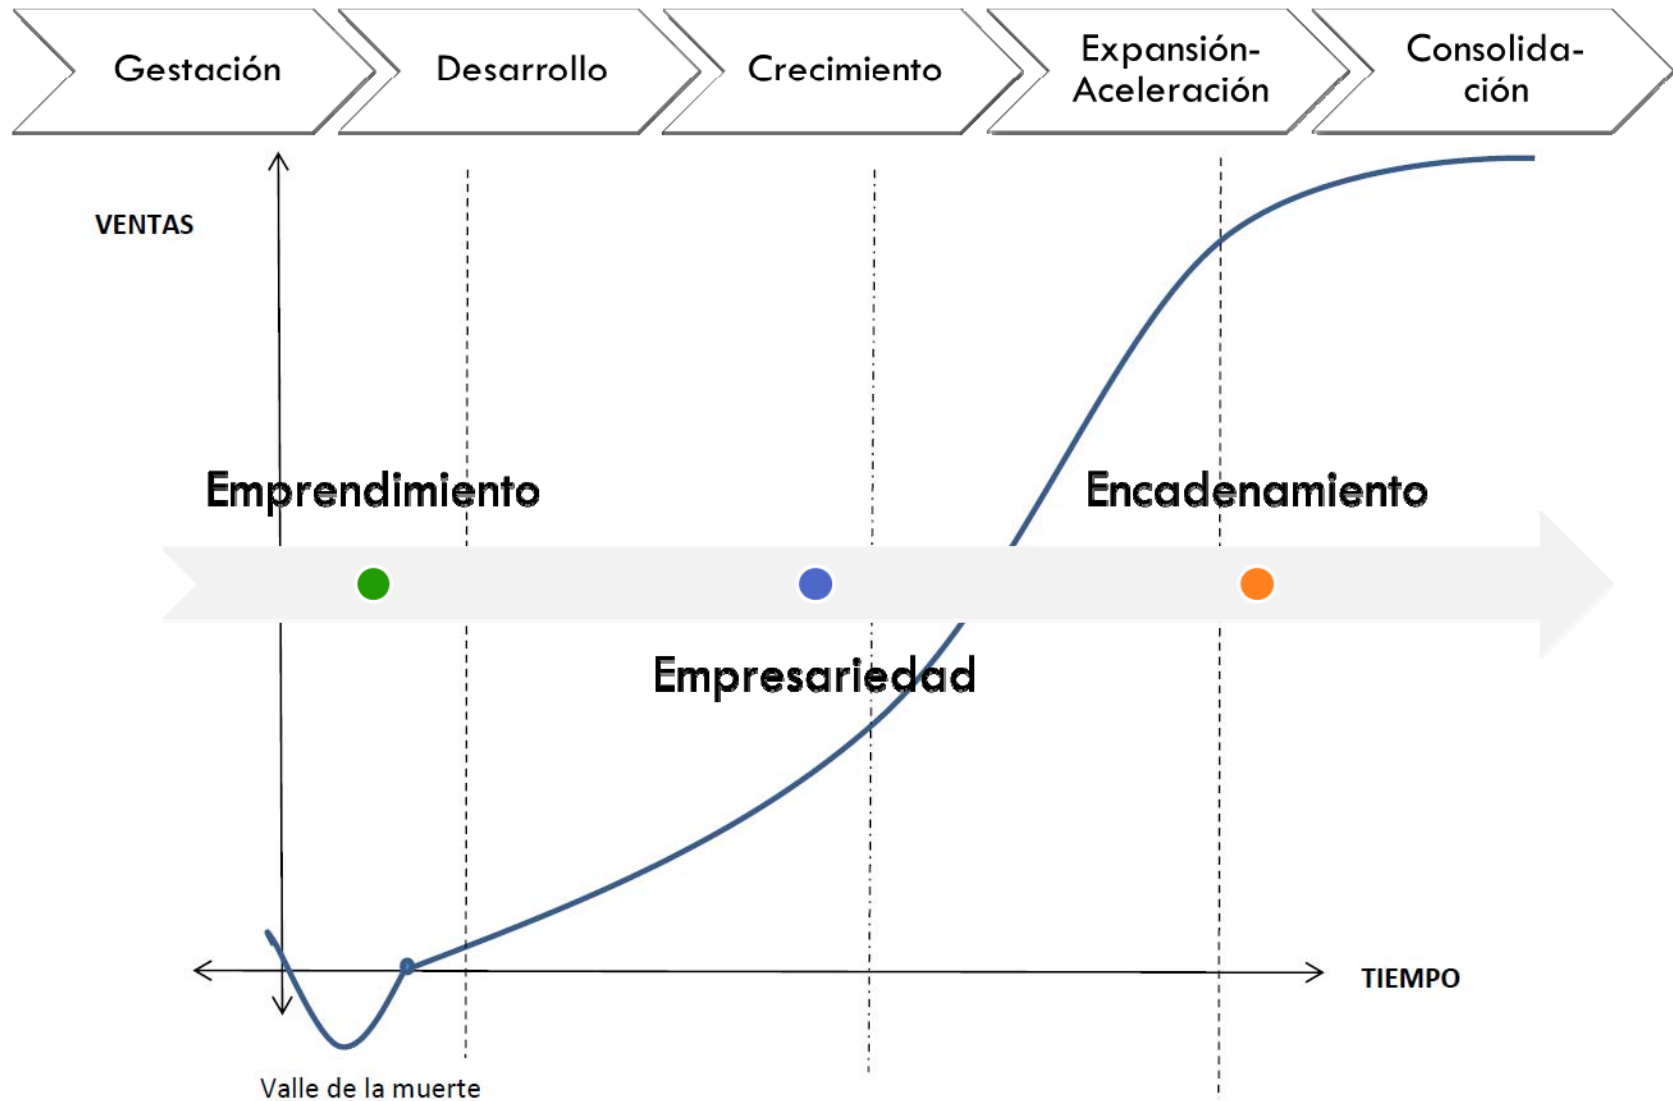 Gestación
Desarrollo
Crecimiento
Expansión-
Aceleración
Consolida-
ción
VENTAS
Emprendimiento
Encadenamiento
Empresariedad
TIEMPO
Valle de la muerte